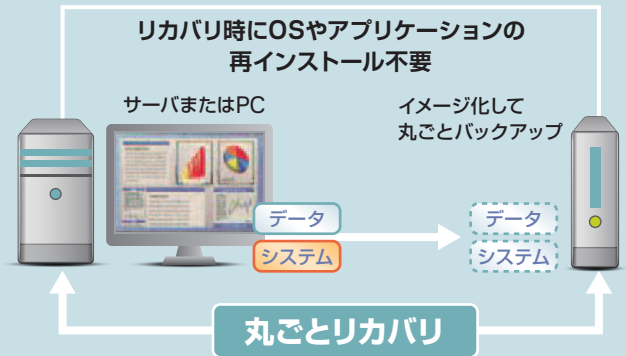 リカバリ時にOSやアプリケーションの
再インストール不要
サーバまたはPC
イメージ化して
丸ごとバックアップ
データ
システム
データ
システム
丸ごとリカバリ